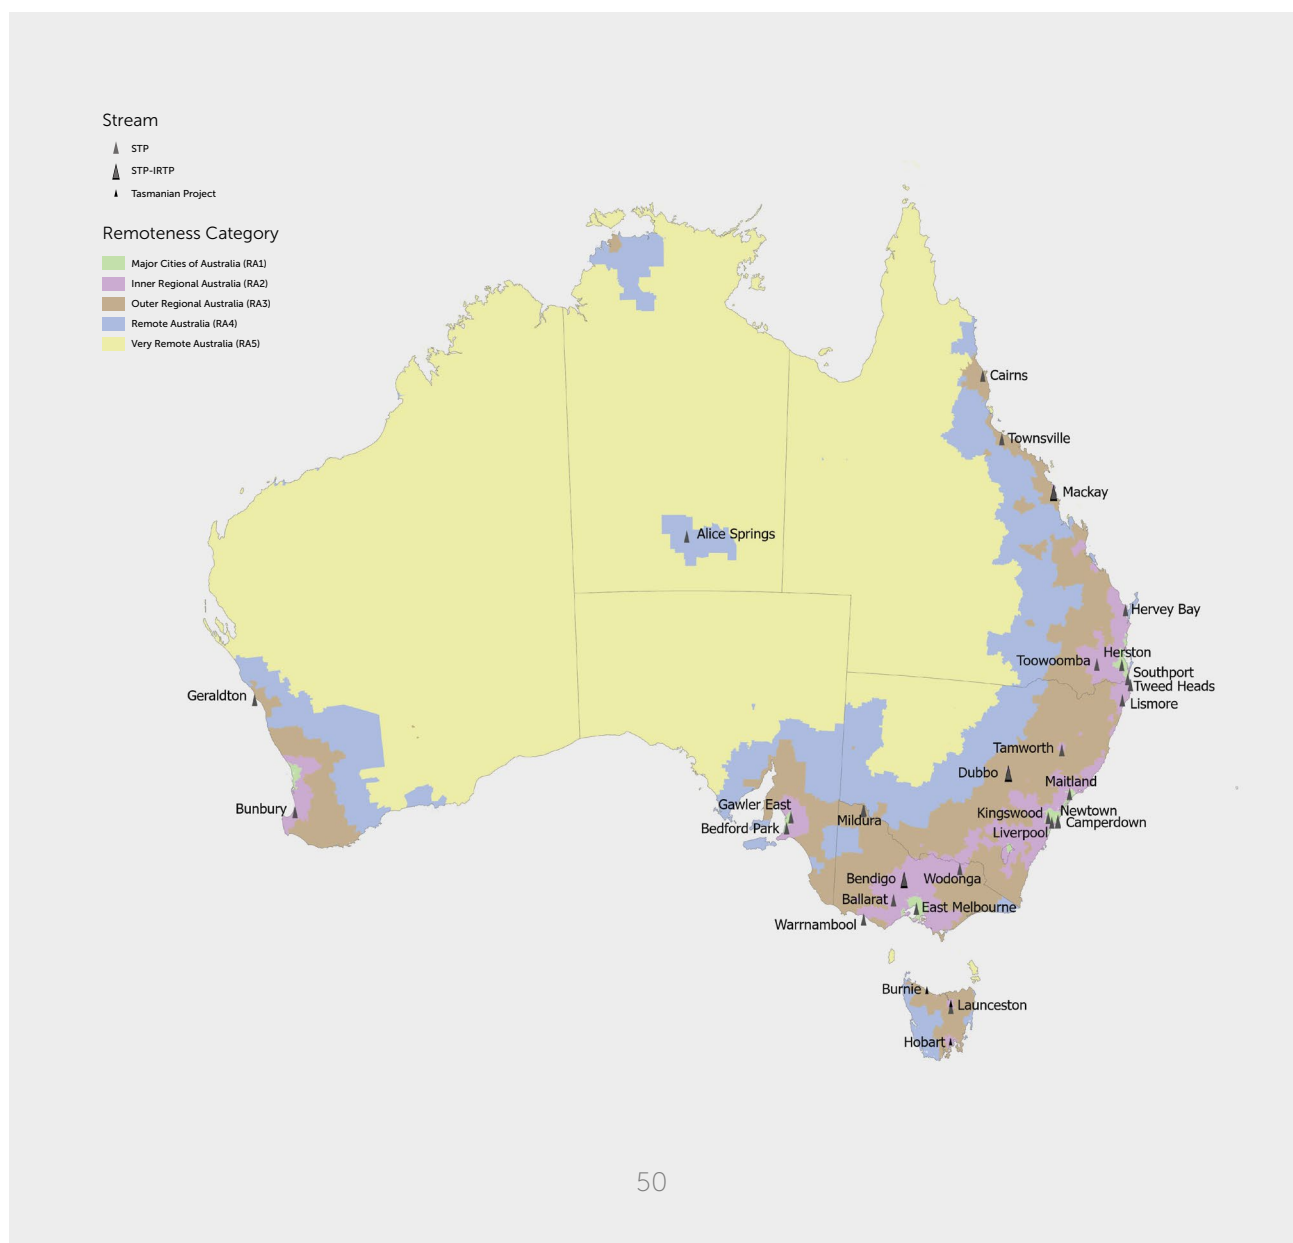 Stream
STP
STP-IRTP
Tasmanian Project
Remoteness Category
Major Cities of Australia (RA1)
Inner Regional Australia (RA2)
Outer Regional Australia (RA3)
Remote Australia (RA4)
Very Remote Australia (RA5)
Cairns
Townsville
Mackay
Alice Springs
Hervey Bay
Herston
Toowoomba
Southport
Tweed Heads
Geraldton
Lismore
Tamworth
Dubbo
Maitland
Gawler East
Bunbury
Newtown
Kingswood
Mildura
Camperdown
Bedford Park
Liverpool
Bendigo
Wodonga
Ballarat
East Melbourne
Warrnambool
Burnie
Launceston
Hobart
50